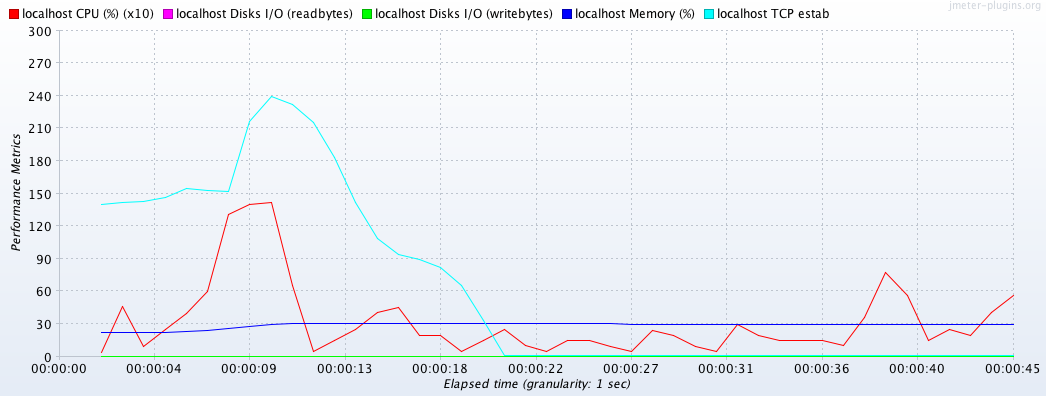 jmeter-plugins.org
localhost CPU (%) (x10) localhost Disks I/O (readbytes) localhost Disks I/O (writebytes) localhost Memory (%) localhost TCP estab
300
270
240
210
180
150
120
90
60
30
0
Performance Metrics
00:00:00 00:00:04 00:00:09 00:00:13 00:00:18 00:00:22 00:00:27 00:00:31 00:00:36 00:00:40 00:00:45
Elapsed time (granularity: 1 sec)